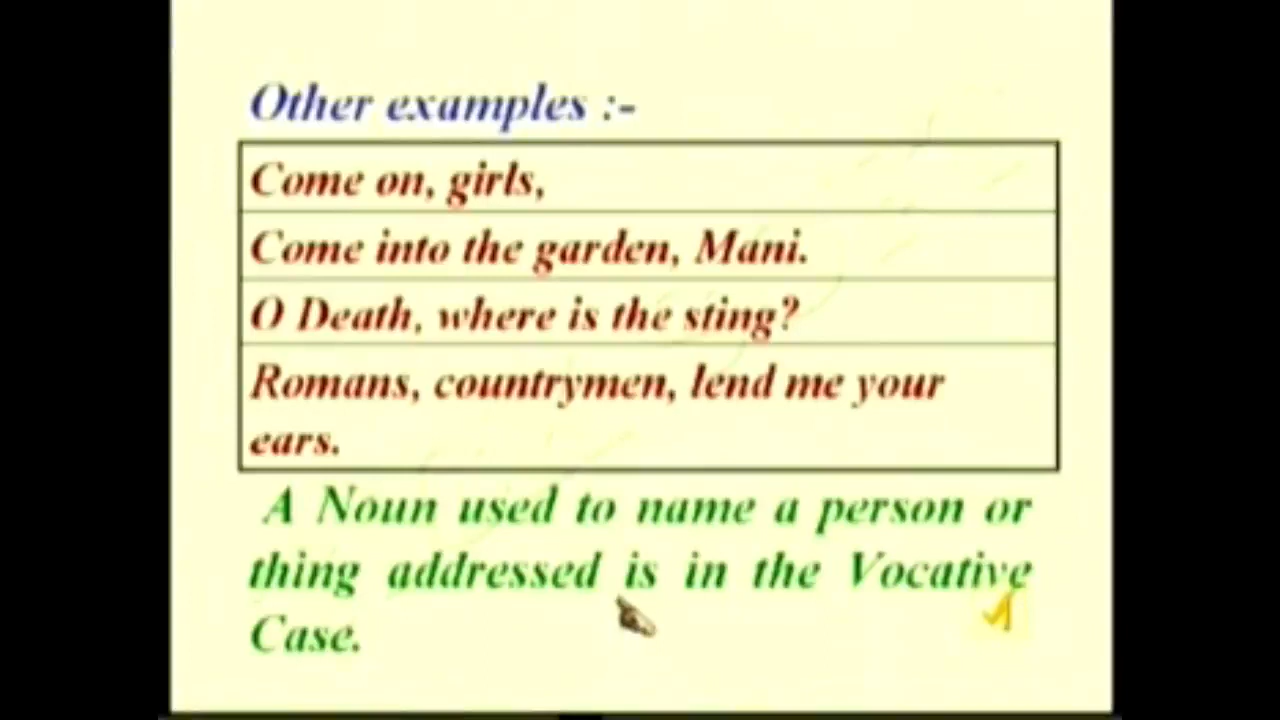 Other examples :-
Come on, girls,
Come into the garden, Mani.
O Death, where is the sting?
Romans, countrymen, lend me your
ears.
A Noun used to name a person or
thing addressed is in the Vocative
Case.